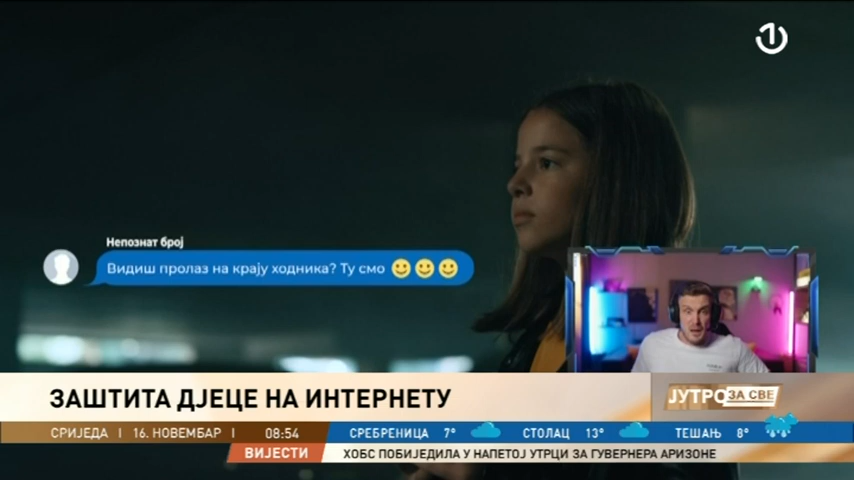 1
Непознат број
Видиш пролаз на крају ходника? Ту смо
ЗАШТИТА ДЈЕЦЕ НА ИНТЕРНЕТУ
ЈУТРО ЗА СВЕ
СРИЈЕДА | 16. НОВЕМБАР | 08:54 СРЕБРЕНИЦА 7° СТОЛАЦ 13° ТЕШАЊ 8°
ВИЈЕСТИ ХОБС ПОБИЈЕДИЛА У НАПЕТОЈ УТРЦИ ЗА ГУВЕРНЕРА АРИЗОНЕ